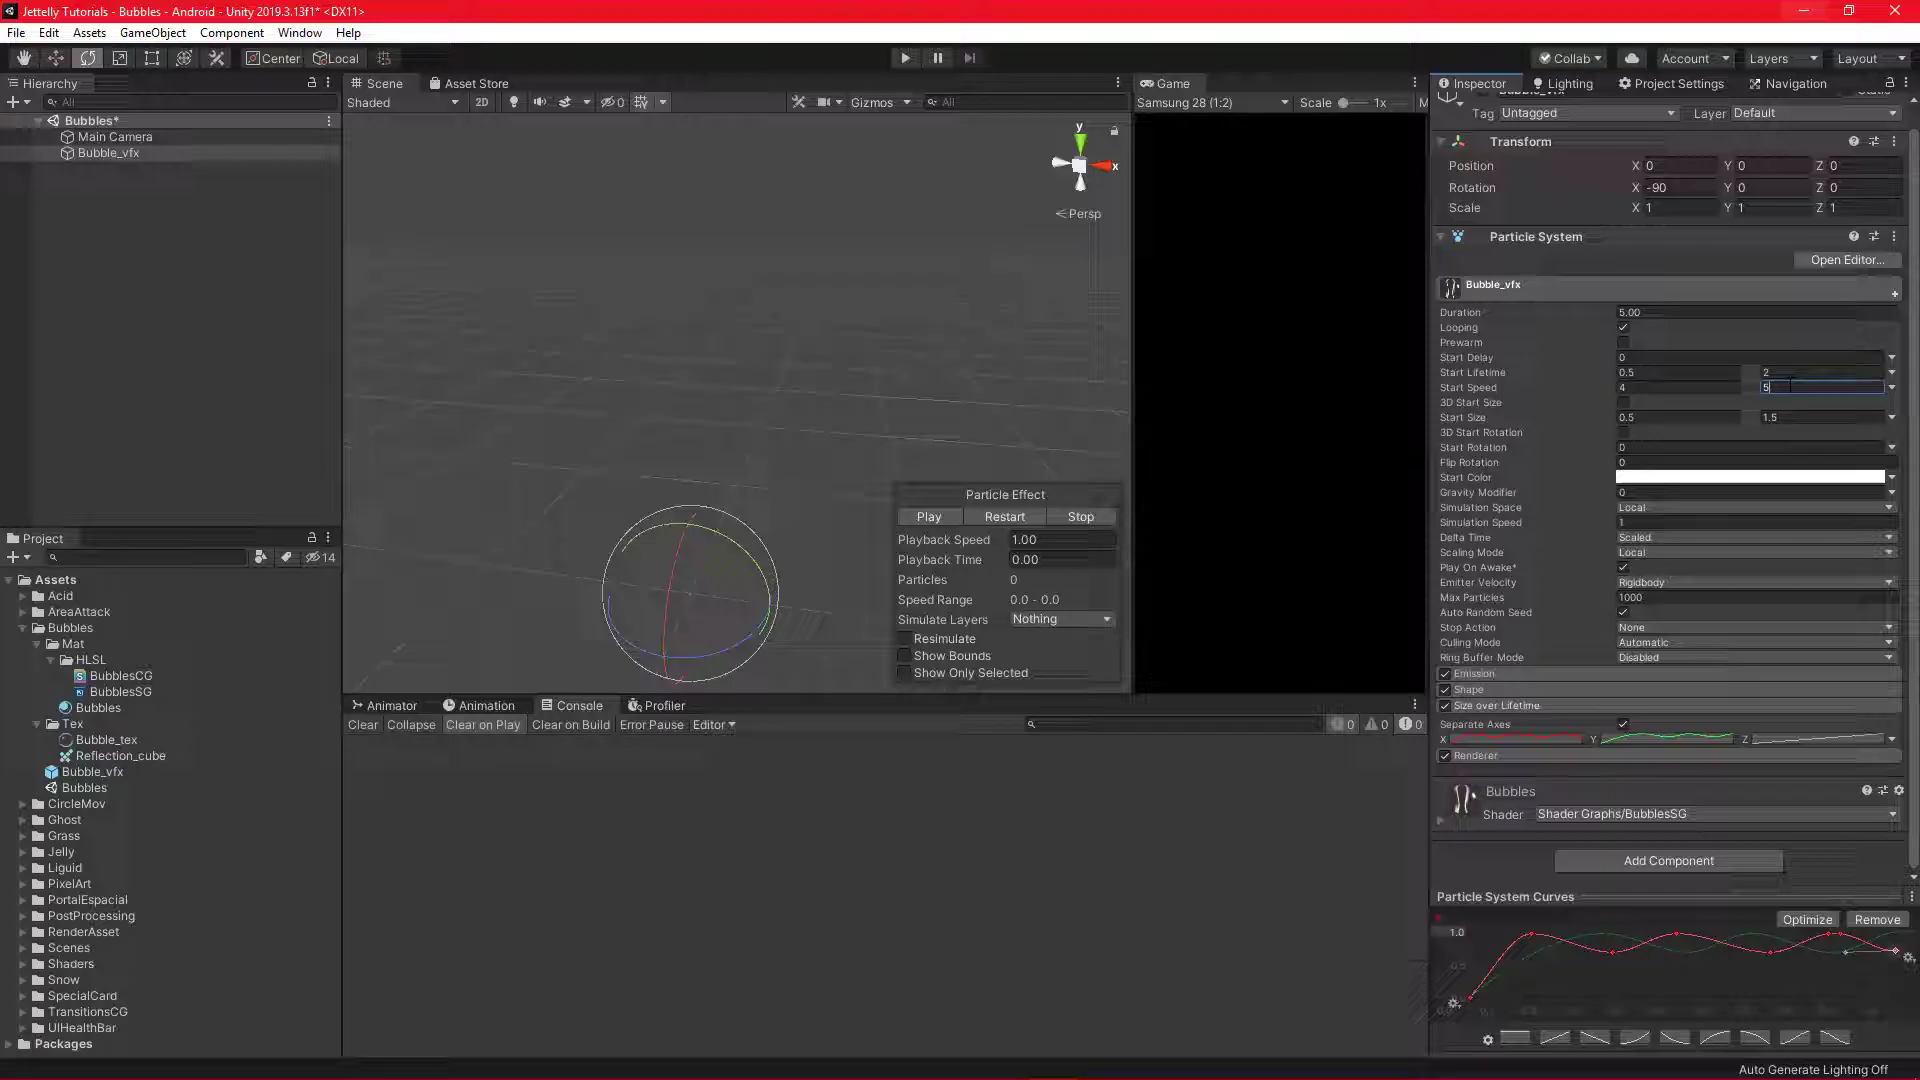 Jettelly Tutorials - Bubbles - Android - Unity 2019.3.13f1* <DX11>
File Edit Assets GameObject Component Window Help
Center Local Collab Account Layers Layout
Hierarchy
All
Bubbles*
Main Camera
Bubble_vfx
Scene Asset Store
Shaded 2D 0 Gizmos All
y
x
Persp
Particle Effect
Play Restart Stop
Playback Speed 1.00
Playback Time 0.00
Particles 0
Speed Range 0.0 - 0.0
Simulate Layers Nothing
Resimulate
Show Bounds
Show Only Selected
Game
Samsung 28 (1:2) Scale 1x M
Project
14
Assets
Acid
AreaAttack
Bubbles
Mat
HLSL
BubblesCG
BubblesSG
Bubbles
Tex
Bubble_tex
Reflection_cube
Bubble_vfx
Bubbles
CircleMov
Ghost
Grass
Jelly
Liquid
PixelArt
PortalEspacial
PostProcessing
RenderAsset
Scenes
Shaders
Snow
SpecialCard
TransitionsCG
UIHealthBar
Packages
Animator Animation Console Profiler
Clear Collapse Clear on Play Clear on Build Error Pause Editor 0 0 0
Inspector Lighting Project Settings Navigation
Tag Untagged Layer Default
Transform
Position X 0 Y 0 Z 0
Rotation X -90 Y 0 Z 0
Scale X 1 Y 1 Z 1
Particle System
Open Editor...
Bubble_vfx
Duration 5.00
Looping
Prewarm
Start Delay 0
Start Lifetime 0.5 2
Start Speed 4 5
3D Start Size
Start Size 0.5 1.5
3D Start Rotation
Start Rotation 0
Flip Rotation 0
Start Color
Gravity Modifier 0
Simulation Space Local
Simulation Speed 1
Delta Time Scaled
Scaling Mode Local
Play On Awake*
Emitter Velocity Rigidbody
Max Particles 1000
Auto Random Seed
Stop Action None
Culling Mode Automatic
Ring Buffer Mode Disabled
Emission
Shape
Size over Lifetime
Separate Axes
X Y Z
Renderer
Bubbles
Shader Shader Graphs/BubblesSG
Add Component
Particle System Curves
Optimize Remove
1.0
0.5
Auto Generate Lighting Off